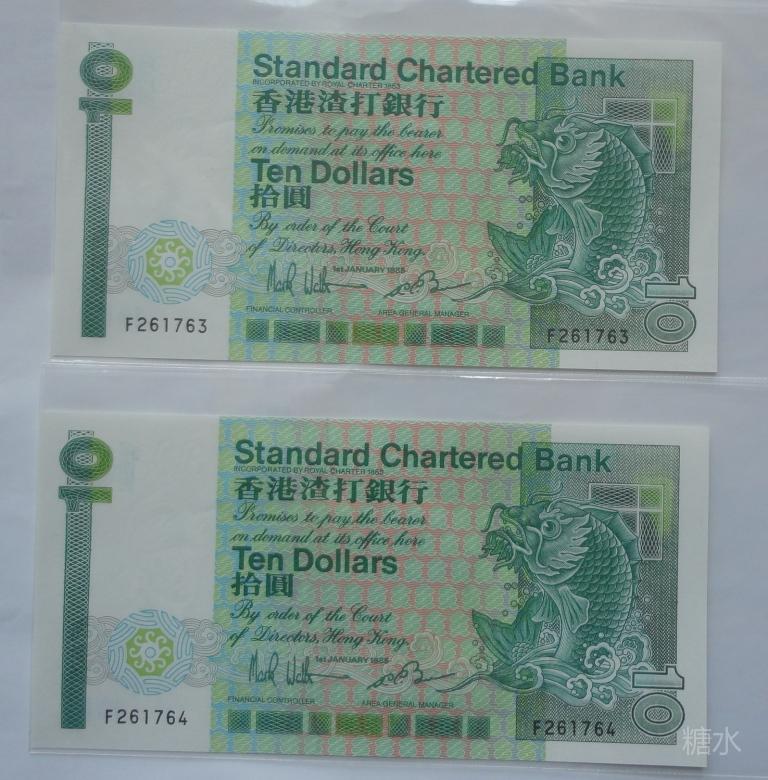 10
Standard Chartered Bank
INCORPORATED BY ROYAL CHARTER 1853
香港渣打銀行
Promises to pay the bearer
on demand at its office here
Ten Dollars
拾圓
By order of the Court
of Directors, Hong Kong.
1st JANUARY 1985
FINANCIAL CONTROLLER AREA GENERAL MANAGER
F261763 F261763
10
10
Standard Chartered Bank
INCORPORATED BY ROYAL CHARTER 1853
香港渣打銀行
Promises to pay the bearer
on demand at its office here
Ten Dollars
拾圓
By order of the Court
of Directors, Hong Kong.
1st JANUARY 1985
FINANCIAL CONTROLLER AREA GENERAL MANAGER
F261764 F261764
10
糖水